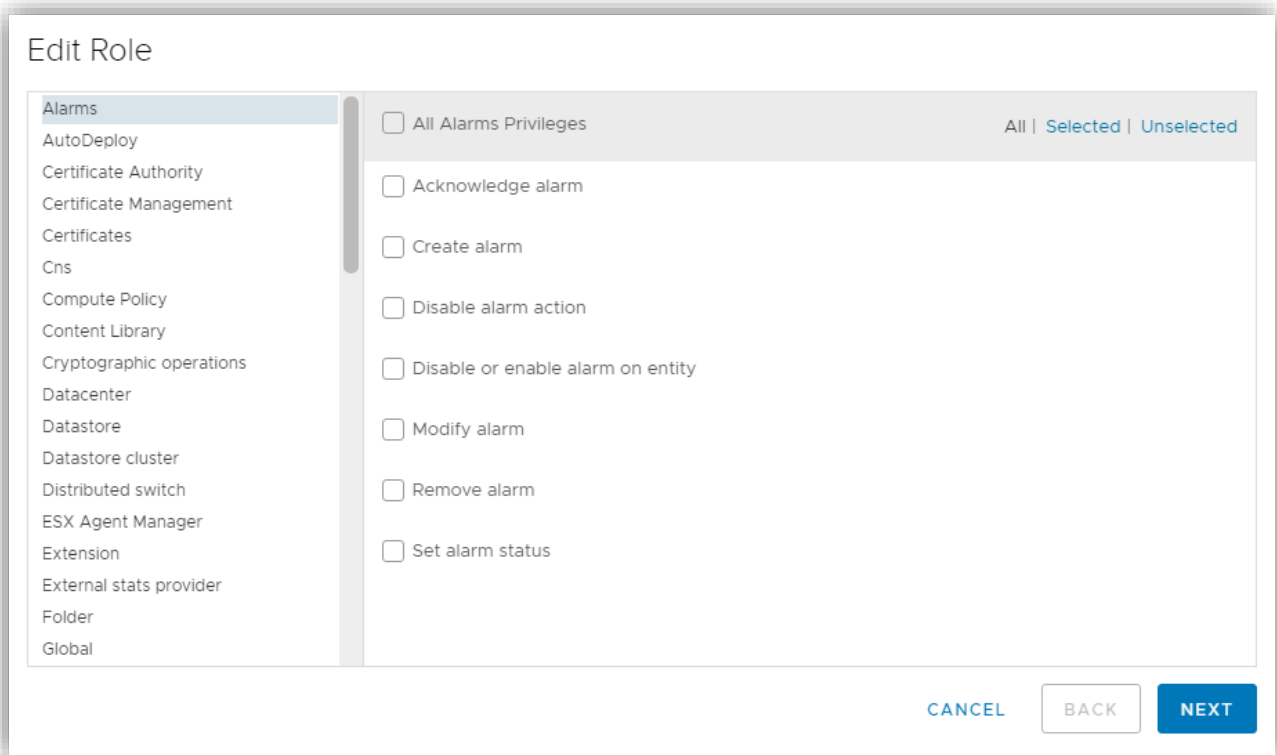 Edit Role
Alarms
AutoDeploy
Certificate Authority
Certificate Management
Certificates
Cns
Compute Policy
Content Library
Cryptographic operations
Datacenter
Datastore
Datastore cluster
Distributed switch
ESX Agent Manager
Extension
External stats provider
Folder
Global
All Alarms Privileges
All | Selected | Unselected
Acknowledge alarm
Create alarm
Disable alarm action
Disable or enable alarm on entity
Modify alarm
Remove alarm
Set alarm status
CANCEL BACK NEXT